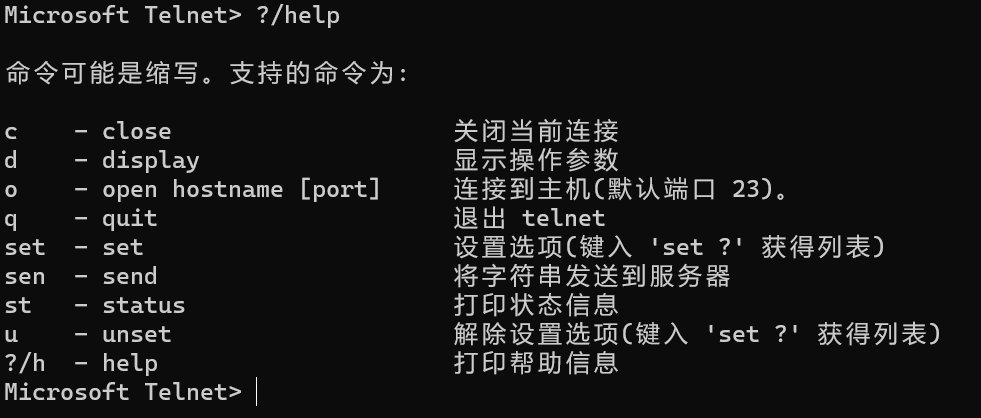 Microsoft Telnet> ?/help
命令可能是缩写。支持的命令为:
c    - close                    关闭当前连接
d    - display                  显示操作参数
o    - open hostname [port]     连接到主机(默认端口 23)。
q    - quit                     退出 telnet
set  - set                      设置选项(键入 'set ?' 获得列表)
sen  - send                     将字符串发送到服务器
st   - status                   打印状态信息
u    - unset                    解除设置选项(键入 'set ?' 获得列表)
?/h  - help                     打印帮助信息
Microsoft Telnet>